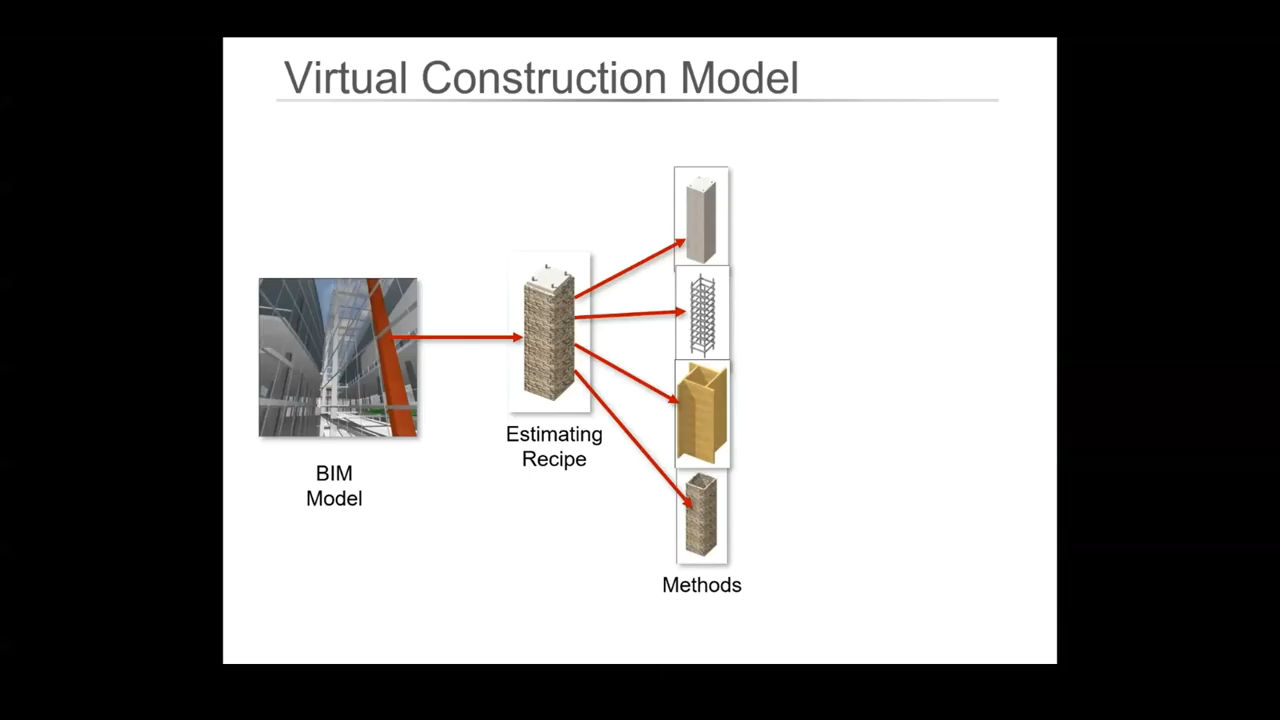 Virtual Construction Model
BIM
Model
Estimating
Recipe
Methods